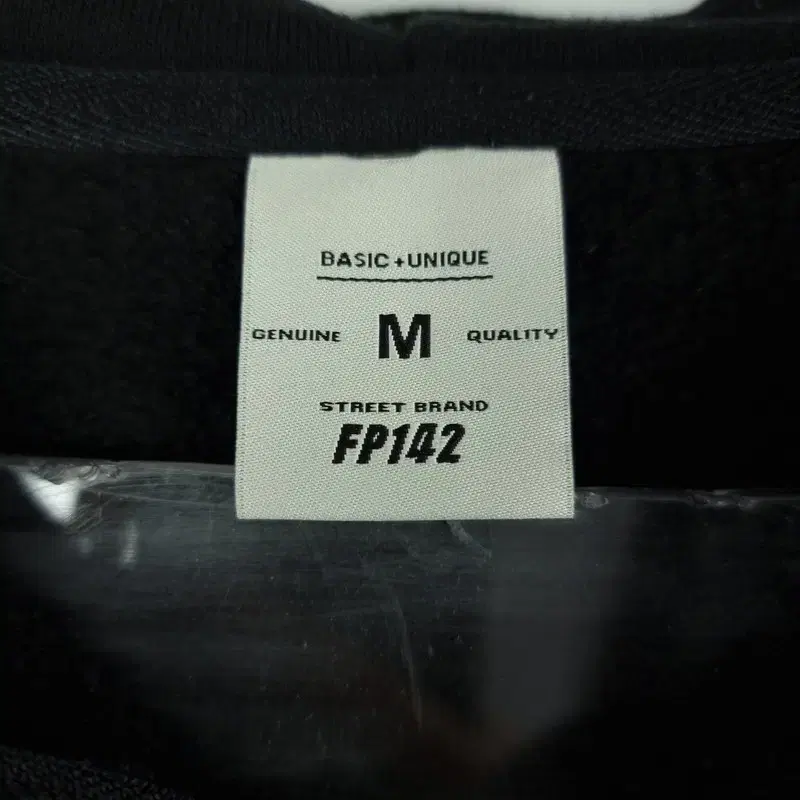 BASIC+UNIQUE
GENUINE M QUALITY
STREET BRAND
FP142